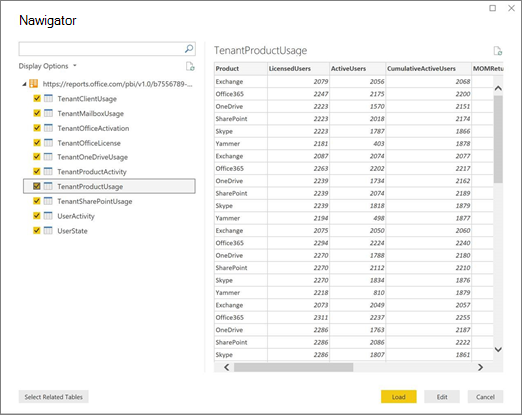 Nawigator
TenantProductUsage
Display Options
https://reports.office.com/pbi/v1.0/b7556789-...
TenantClientUsage
TenantMailboxUsage
TenantOfficeActivation
TenantOfficeLicense
TenantOneDriveUsage
TenantProductActivity
TenantProductUsage
TenantSharePointUsage
UserActivity
UserState
Product LicensedUsers ActiveUsers CumulativeActiveUsers MOMRetu
Exchange 2079 2056 2068
Office365 2247 2175 2200
OneDrive 2223 1570 2151
SharePoint 2223 2018 2174
Skype 2223 1787 1866
Yammer 2181 403 1878
Exchange 2087 2074 2077
Office365 2263 2202 2217
OneDrive 2239 1734 2162
SharePoint 2239 2074 2189
Skype 2239 1818 1879
Yammer 2194 498 1877
Exchange 2075 2050 2060
Office365 2294 2224 2240
OneDrive 2270 1788 2180
SharePoint 2270 2112 2210
Skype 2270 1834 1876
Yammer 2218 810 1879
Exchange 2073 2049 2057
Office365 2311 2237 2255
OneDrive 2286 1763 2187
SharePoint 2286 2086 2222
Skype 2286 1807 1861
Select Related Tables
Load
Edit
Cancel